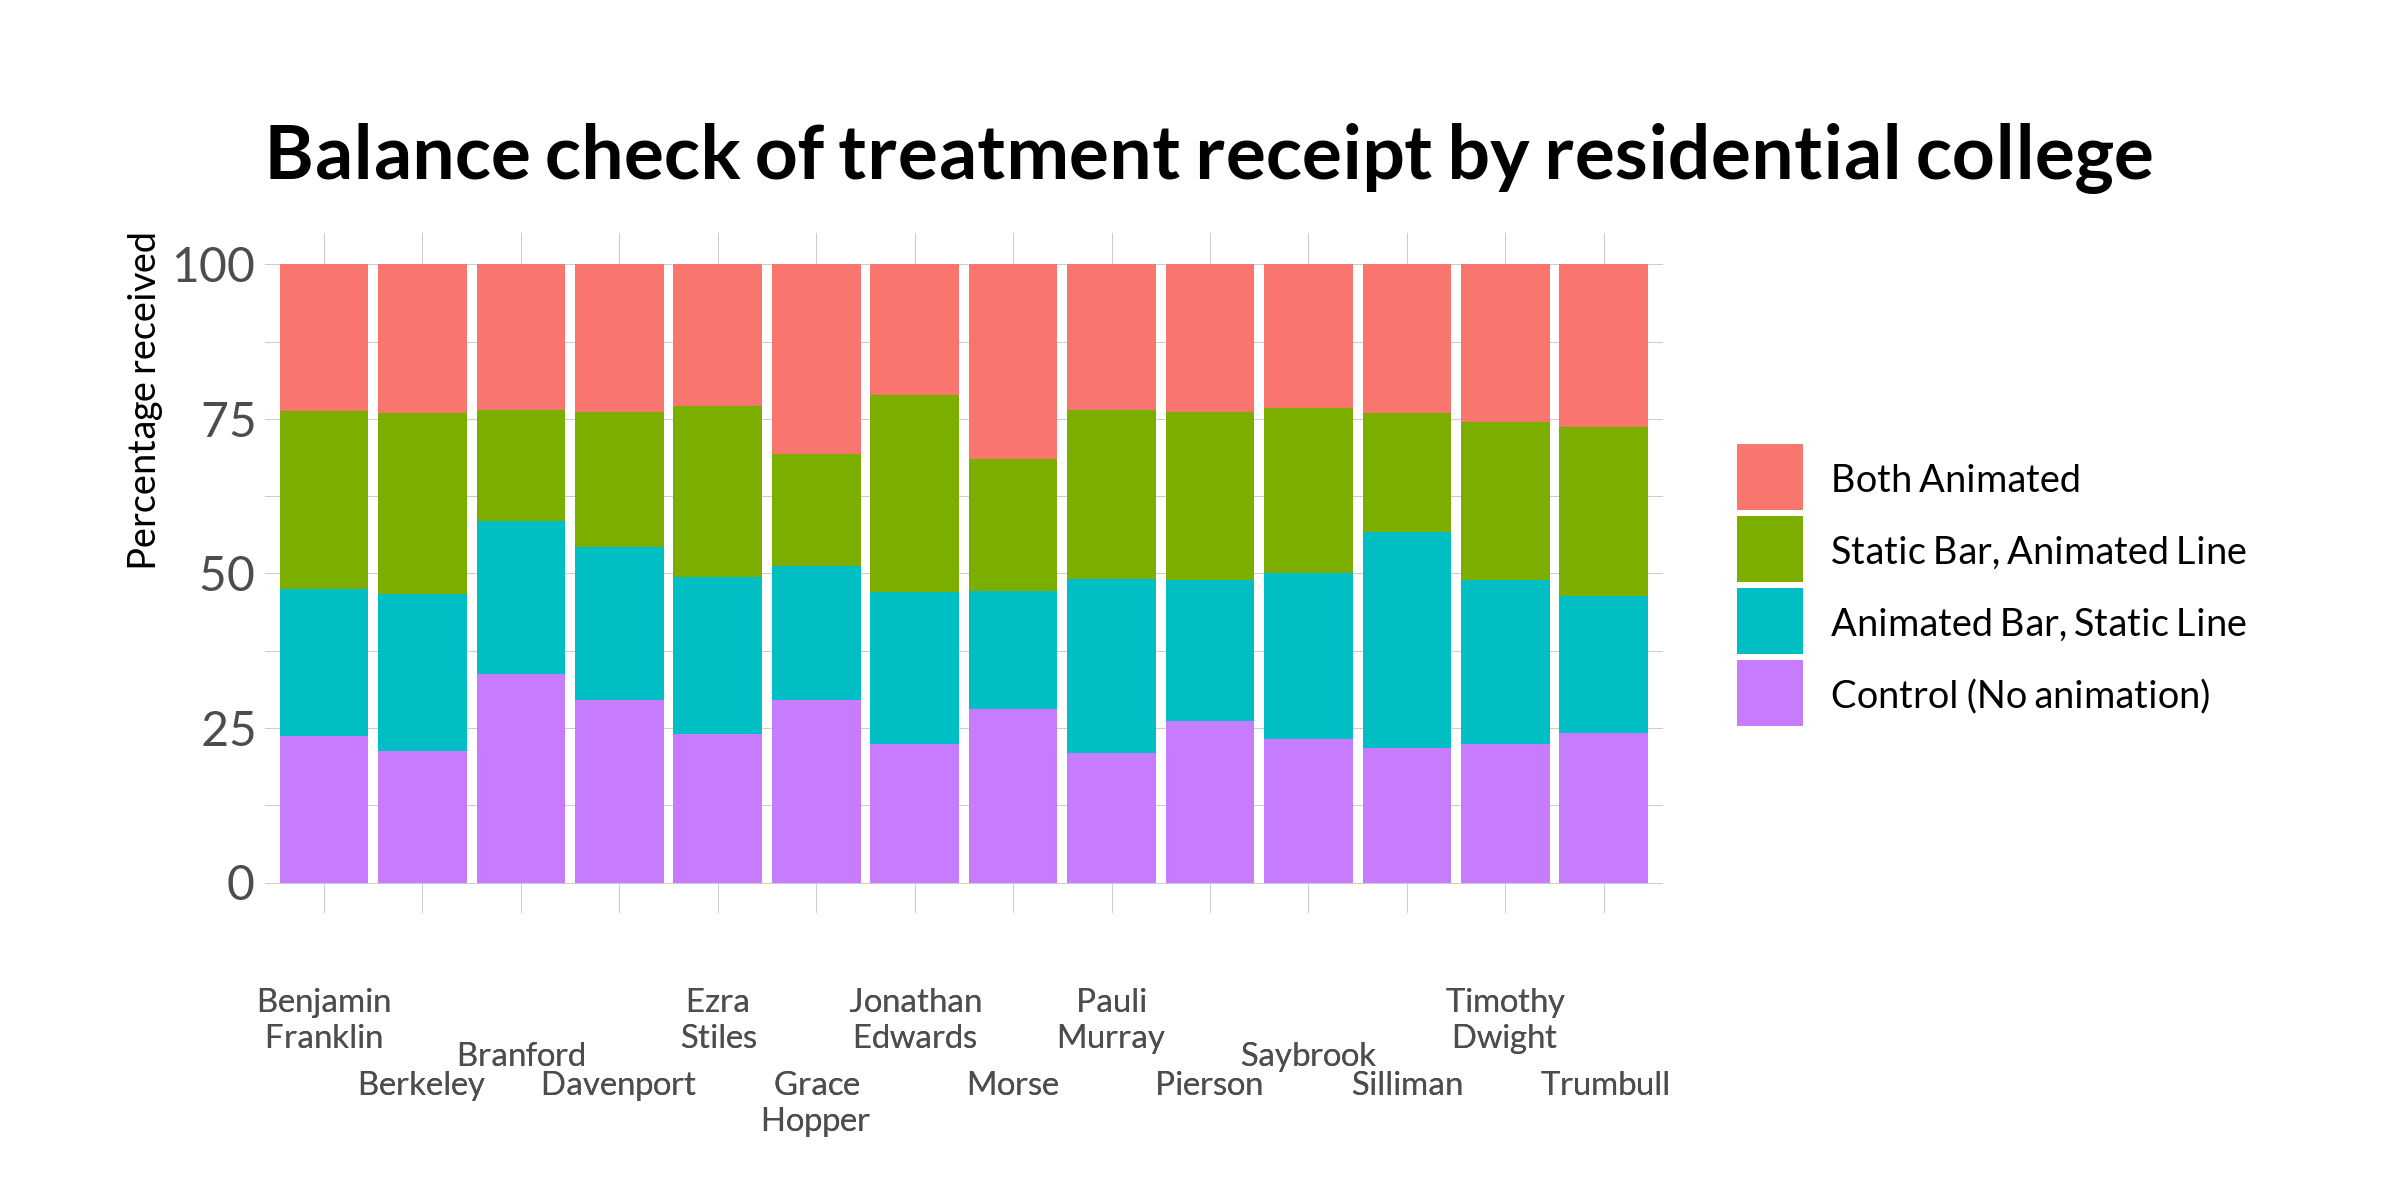 Balance check of treatment receipt by residential college
Percentage received
100
75
50
25
0
Benjamin
Franklin
Berkeley
Branford
Davenport
Ezra
Stiles
Grace
Hopper
Jonathan
Edwards
Morse
Pauli
Murray
Pierson
Saybrook
Silliman
Timothy
Dwight
Trumbull
Both Animated
Static Bar, Animated Line
Animated Bar, Static Line
Control (No animation)